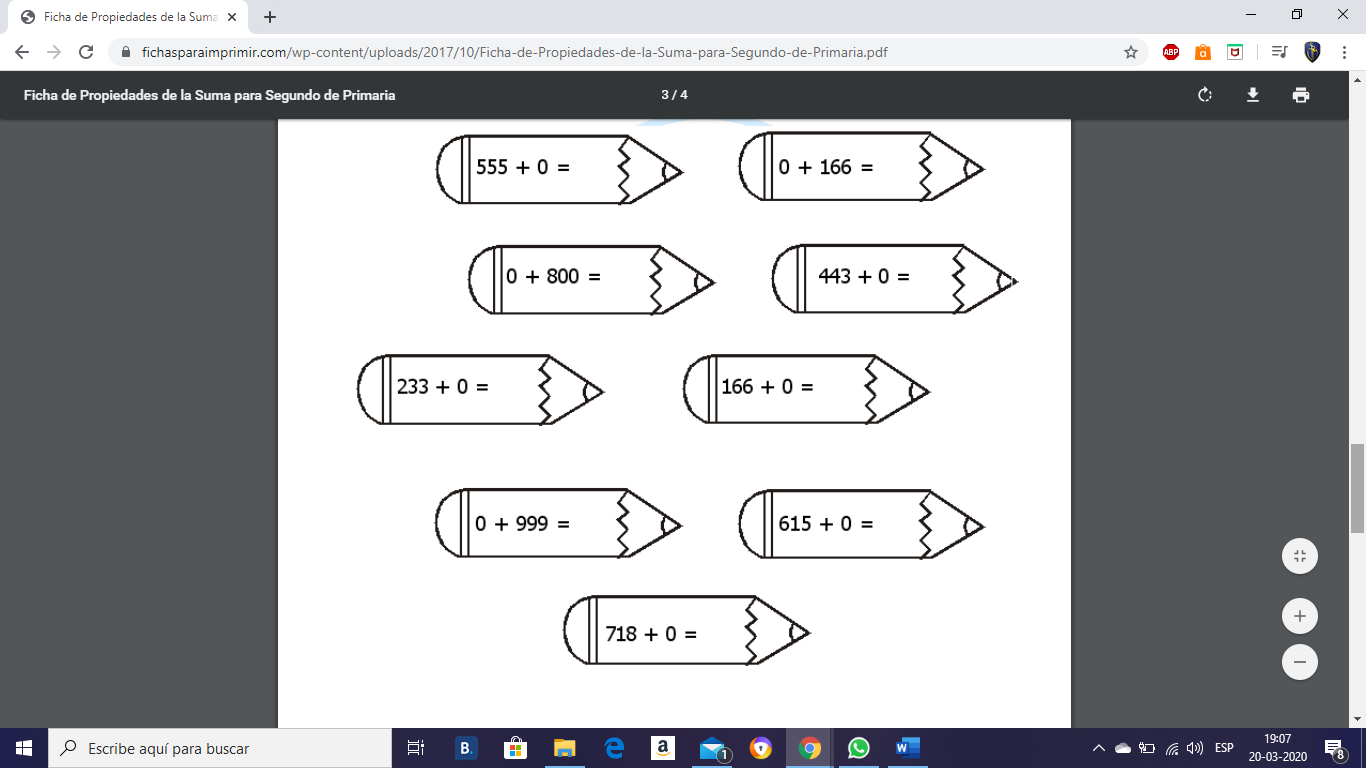 Ficha de Propiedades de la Suma
fichasparaimprimir.com/wp-content/uploads/2017/10/Ficha-de-Propiedades-de-la-Suma-para-Segundo-de-Primaria.pdf
ABP
a
Ficha de Propiedades de la Suma para Segundo de Primaria
3 / 4
555 + 0 =
0 + 166 =
0 + 800 =
443 + 0 =
233 + 0 =
166 + 0 =
0 + 999 =
615 + 0 =
718 + 0 =
Escribe aquí para buscar
B.
a
1
W
ESP
19:07
20-03-2020
8